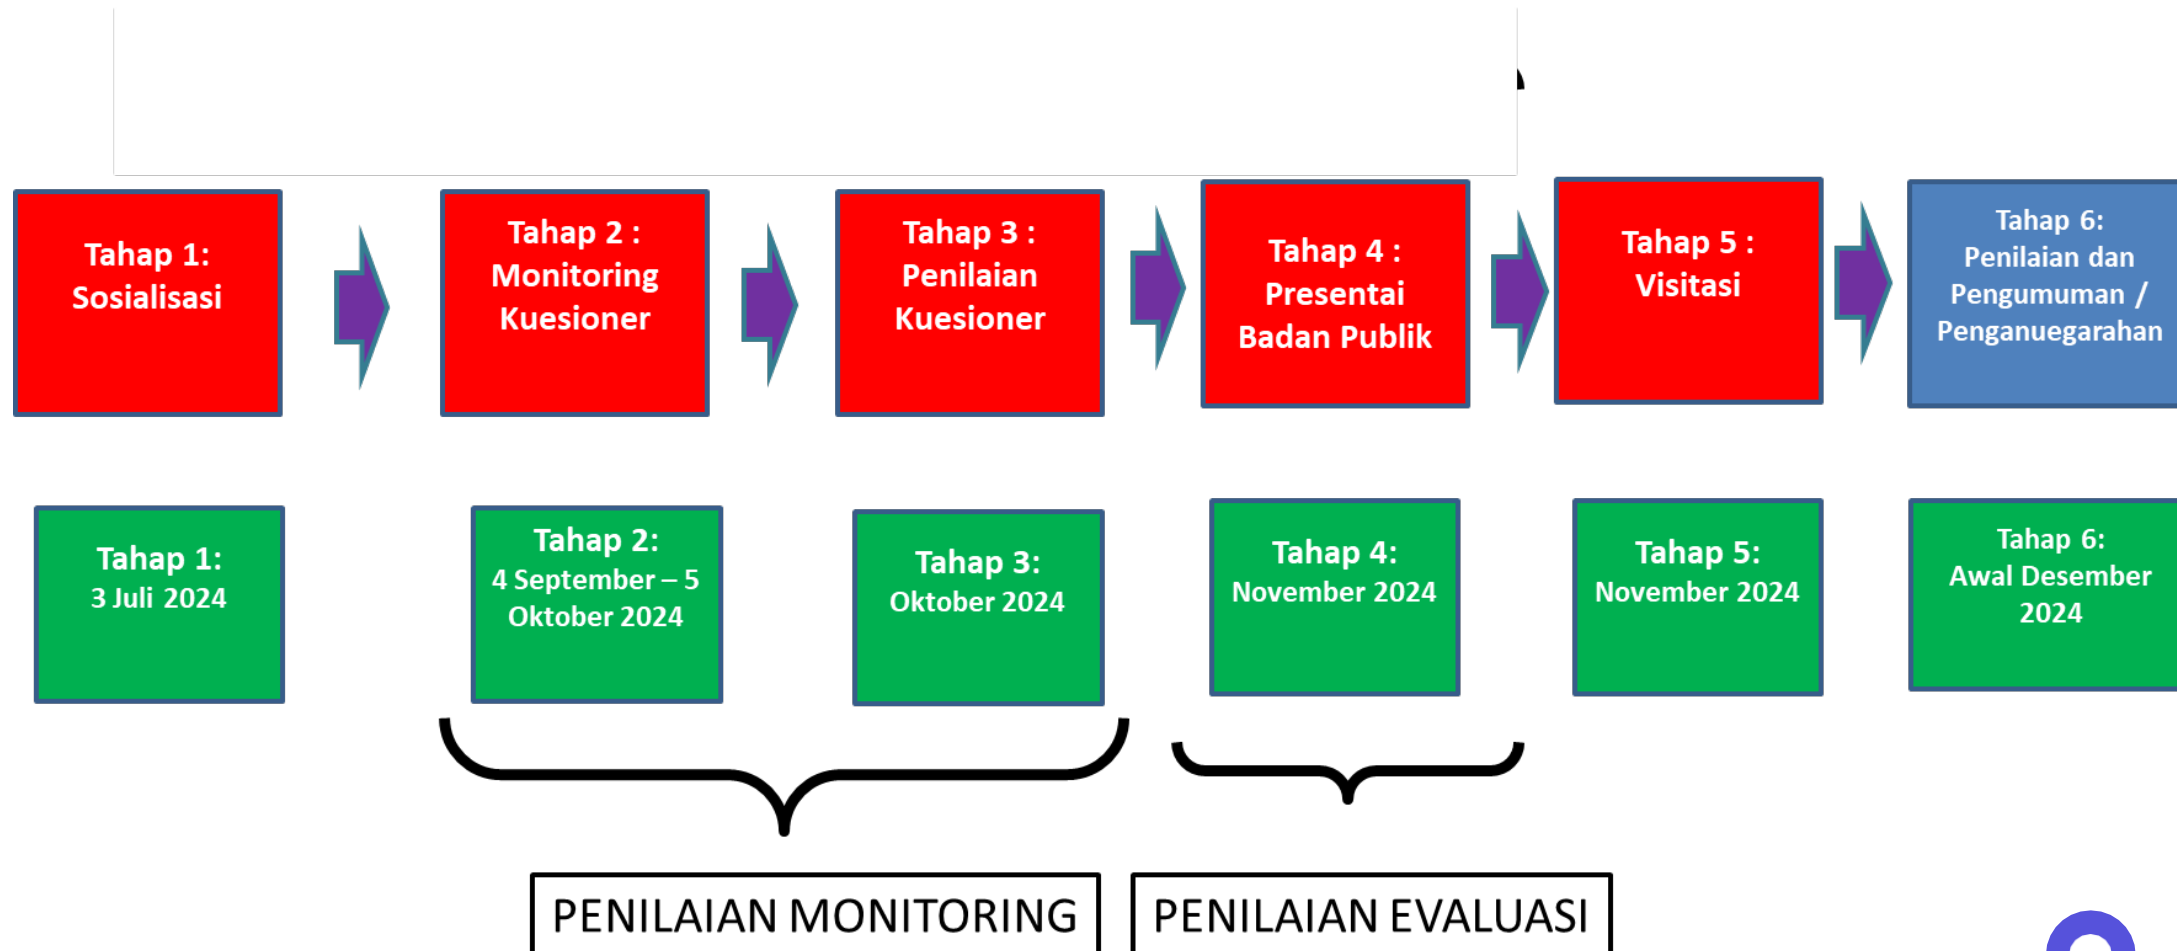 Tahap 1:
Sosialisasi
Tahap 2 :
Monitoring
Kuesioner
Tahap 3 :
Penilaian
Kuesioner
Tahap 4 :
Presentai
Badan Publik
Tahap 5 :
Visitasi
Tahap 6:
Penilaian dan
Pengumuman /
Penganuegarahan
Tahap 1:
3 Juli 2024
Tahap 2:
4 September – 5
Oktober 2024
Tahap 3:
Oktober 2024
Tahap 4:
November 2024
Tahap 5:
November 2024
Tahap 6:
Awal Desember
2024
PENILAIAN MONITORING
PENILAIAN EVALUASI